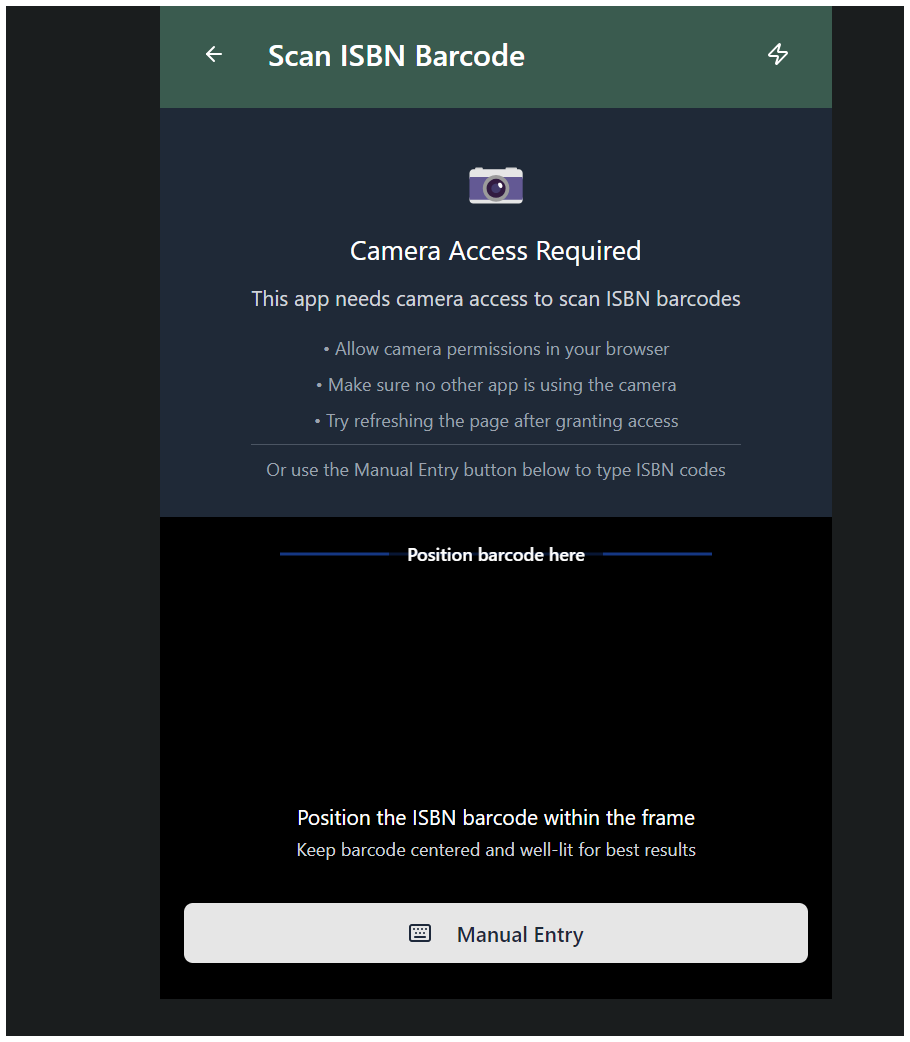 Scan ISBN Barcode
Camera Access Required
This app needs camera access to scan ISBN barcodes
• Allow camera permissions in your browser
• Make sure no other app is using the camera
• Try refreshing the page after granting access
Or use the Manual Entry button below to type ISBN codes
Position barcode here
Position the ISBN barcode within the frame
Keep barcode centered and well-lit for best results
Manual Entry